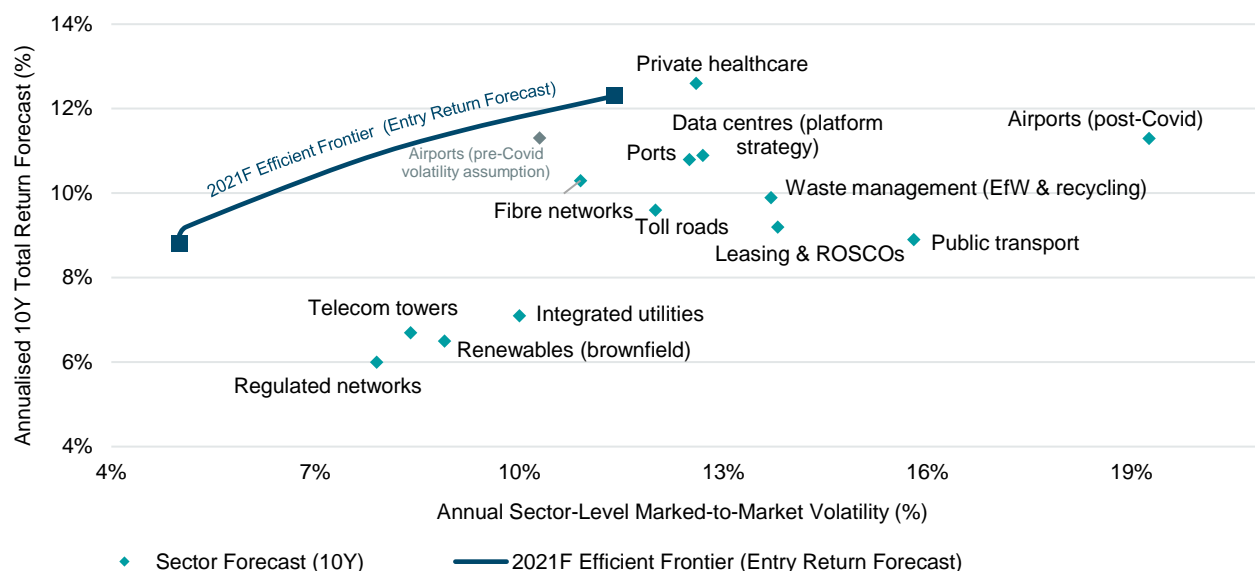 Annualised 10Y Total Return Forecast (%)
14%
12%
10%
8%
6%
4%
4%
7%
10%
13%
16%
19%
Annual Sector-Level Marked-to-Market Volatility (%)
2021F Efficient Frontier (Entry Return Forecast)
Private healthcare
Airports (post-Covid)
Data centres (platform
strategy)
Ports
Airports (pre-Covid
volatility assumption)
Waste management (EfW & recycling)
Fibre networks
Toll roads
Leasing & ROSCOs
Public transport
Telecom towers
Integrated utilities
Renewables (brownfield)
Regulated networks
Sector Forecast (10Y)
2021F Efficient Frontier (Entry Return Forecast)